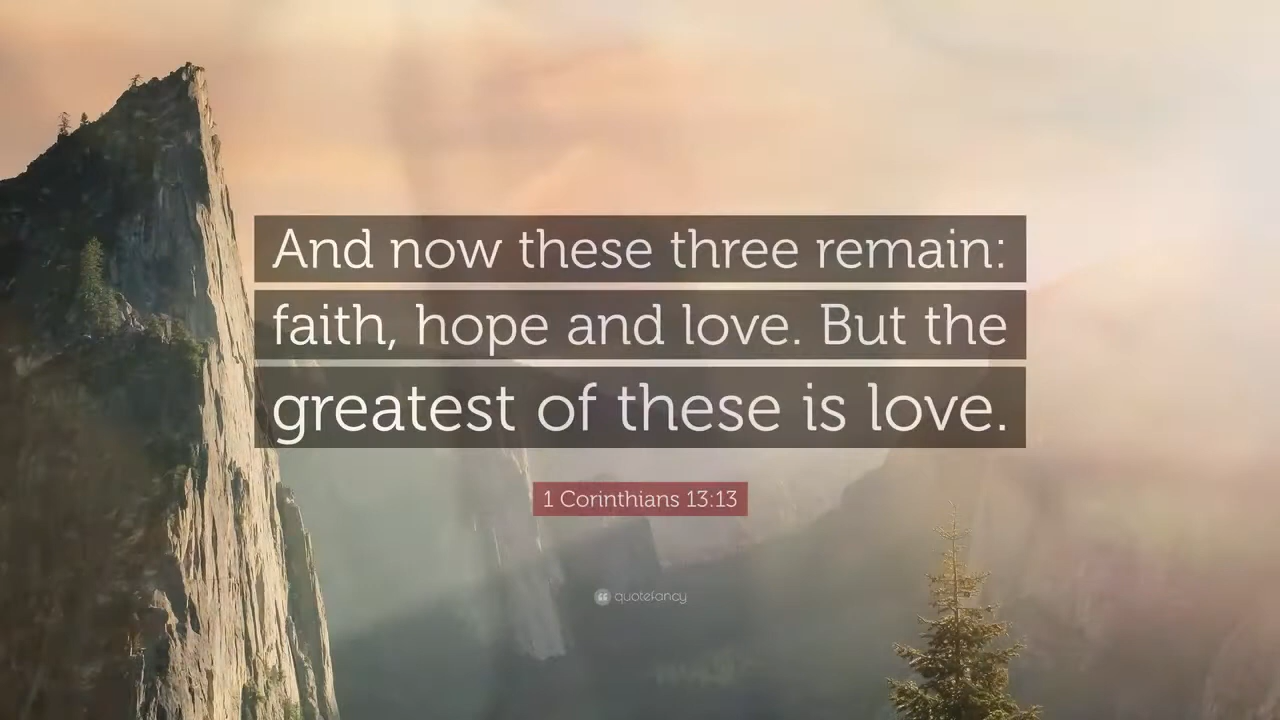 And now these three remain:
faith, hope and love. But the
greatest of these is love.
1 Corinthians 13:13
quotefancy